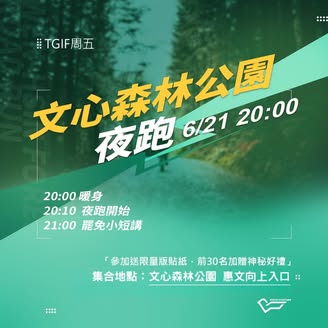 TGIF周五
文心森林公園
夜跑 6/21 20:00
20:00 暖身
20:10 夜跑開始
21:00 罷免小短講
「參加送限量版貼紙，前30名加贈神秘好禮」
集合地點：文心森林公園 惠文向上入口